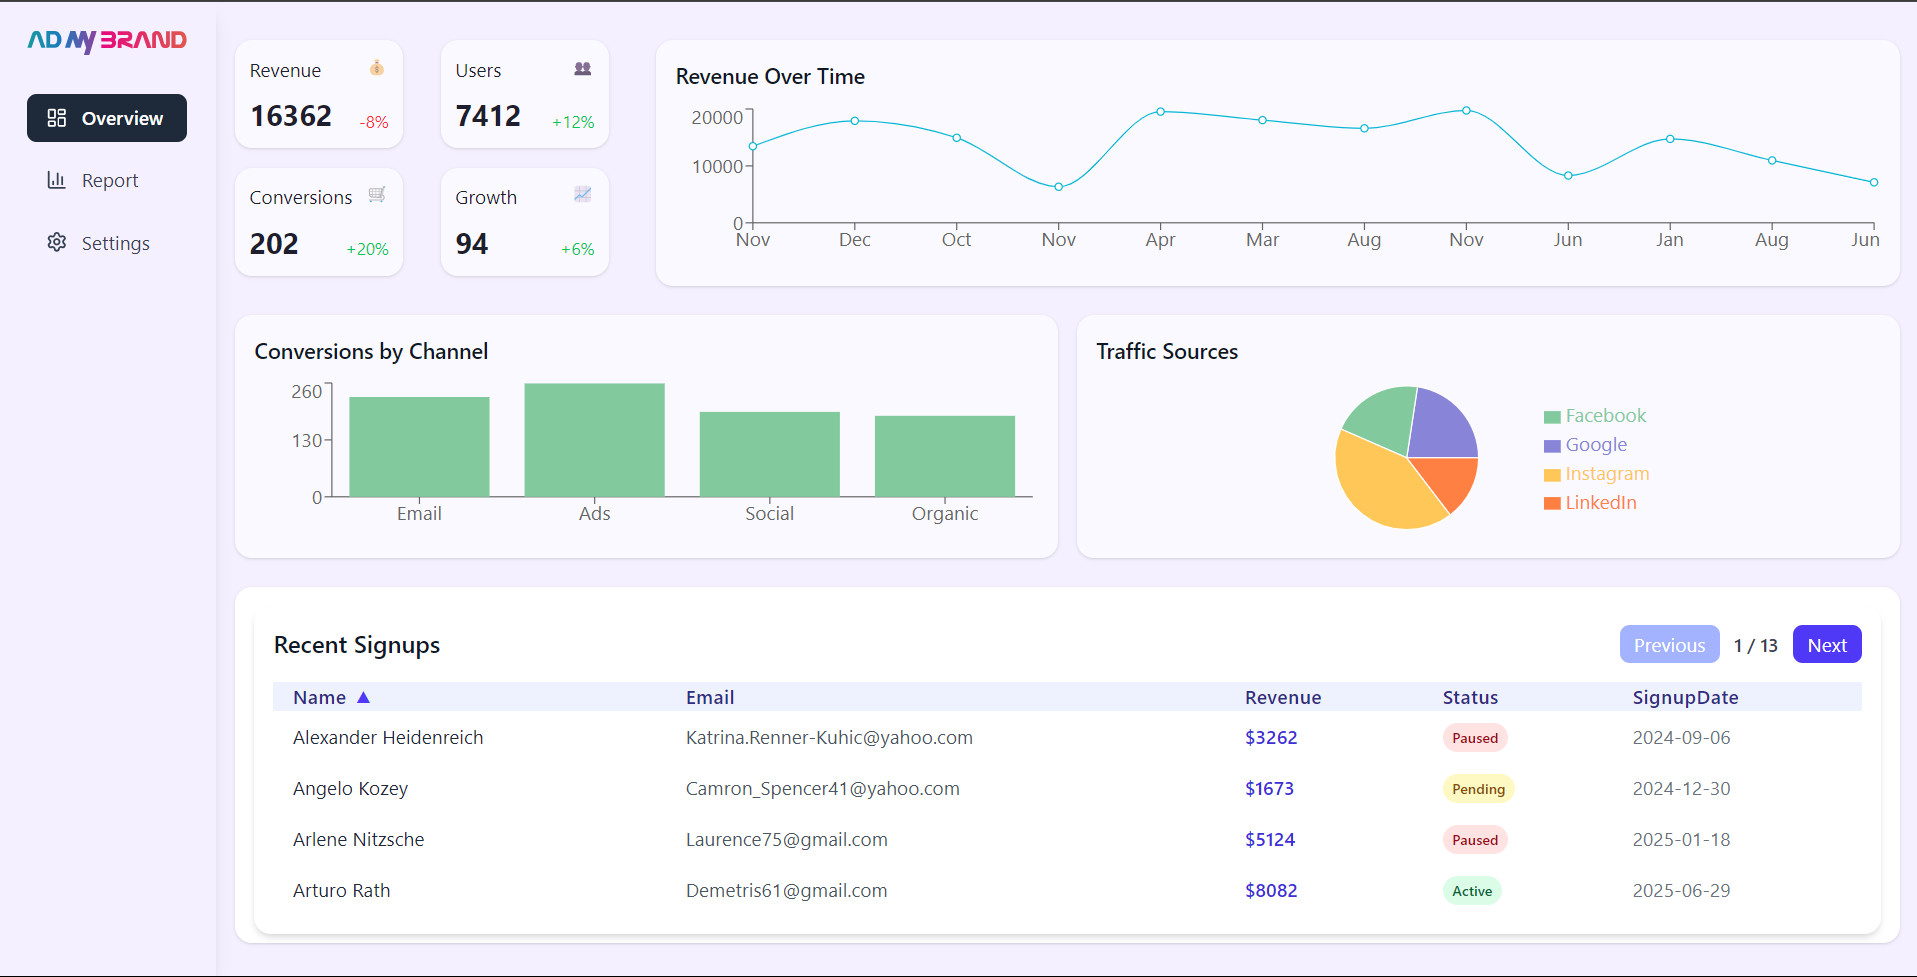 AD MY BRAND
Overview
Report
Settings
Revenue
16362 -8%
Users
7412 +12%
Conversions
202 +20%
Growth
94 +6%
Revenue Over Time
20000
10000
0
Nov Dec Oct Nov Apr Mar Aug Nov Jun Jan Aug Jun
Conversions by Channel
260
130
0
Email Ads Social Organic
Traffic Sources
Facebook
Google
Instagram
LinkedIn
Recent Signups
Previous 1 / 13 Next
Name ▲ Email Revenue Status SignupDate
Alexander Heidenreich Katrina.Renner-Kuhic@yahoo.com $3262 Paused 2024-09-06
Angelo Kozey Camron_Spencer41@yahoo.com $1673 Pending 2024-12-30
Arlene Nitzsche Laurence75@gmail.com $5124 Paused 2025-01-18
Arturo Rath Demetris61@gmail.com $8082 Active 2025-06-29